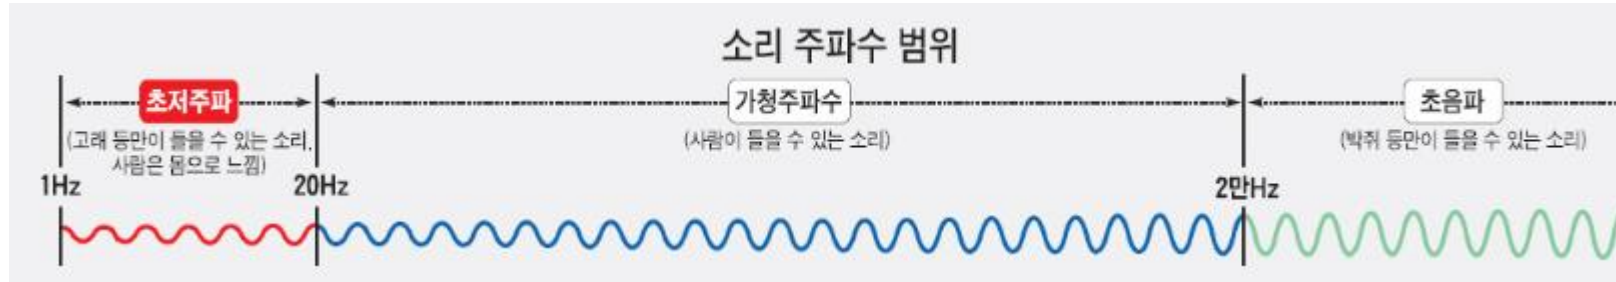 소리 주파수 범위
초저주파
가청주파수
초음파
(고래 등만이 들을 수 있는 소리,
사람은 몸으로 느낌)
(사람이 들을 수 있는 소리)
(박쥐 등만이 들을 수 있는 소리)
1Hz
20Hz
2만Hz